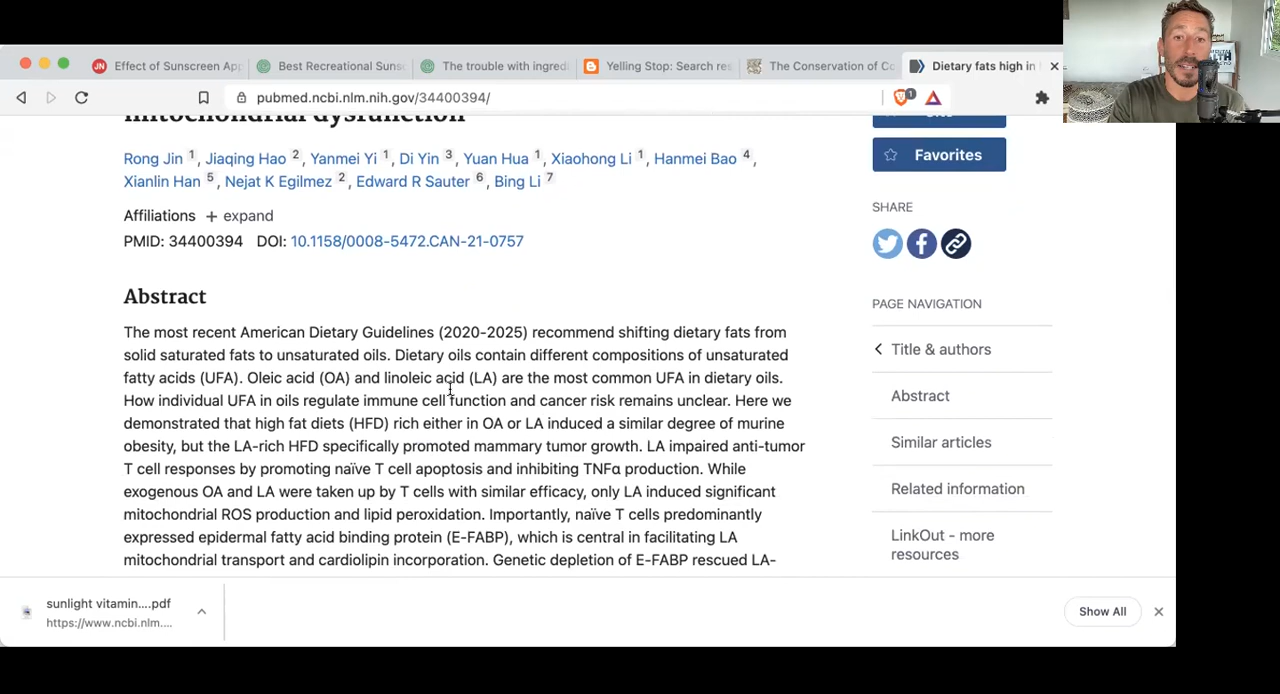 Effect of Sunscreen App
Best Recreational Suns
The trouble with ingred
Yelling Stop: Search res
The Conservation of Co
Dietary fats high in
pubmed.ncbi.nlm.nih.gov/34400394/
1
mitochondrial dysfunction
Rong Jin 1, Jiaqing Hao 2, Yanmei Yi 1, Di Yin 3, Yuan Hua 1, Xiaohong Li 1, Hanmei Bao 4,
Xianlin Han 5, Nejat K Egilmez 2, Edward R Sauter 6, Bing Li 7
Affiliations + expand
PMID: 34400394 DOI: 10.1158/0008-5472.CAN-21-0757
Abstract
The most recent American Dietary Guidelines (2020-2025) recommend shifting dietary fats from
solid saturated fats to unsaturated oils. Dietary oils contain different compositions of unsaturated
fatty acids (UFA). Oleic acid (OA) and linoleic acid (LA) are the most common UFA in dietary oils.
How individual UFA in oils regulate immune cell function and cancer risk remains unclear. Here we
demonstrated that high fat diets (HFD) rich either in OA or LA induced a similar degree of murine
obesity, but the LA-rich HFD specifically promoted mammary tumor growth. LA impaired anti-tumor
T cell responses by promoting naïve T cell apoptosis and inhibiting TNFα production. While
exogenous OA and LA were taken up by T cells with similar efficacy, only LA induced significant
mitochondrial ROS production and lipid peroxidation. Importantly, naïve T cells predominantly
expressed epidermal fatty acid binding protein (E-FABP), which is central in facilitating LA
mitochondrial transport and cardiolipin incorporation. Genetic depletion of E-FABP rescued LA-
Favorites
SHARE
PAGE NAVIGATION
Title & authors
Abstract
Similar articles
Related information
LinkOut - more
resources
sunlight vitamin....pdf
https://www.ncbi.nlm....
Show All